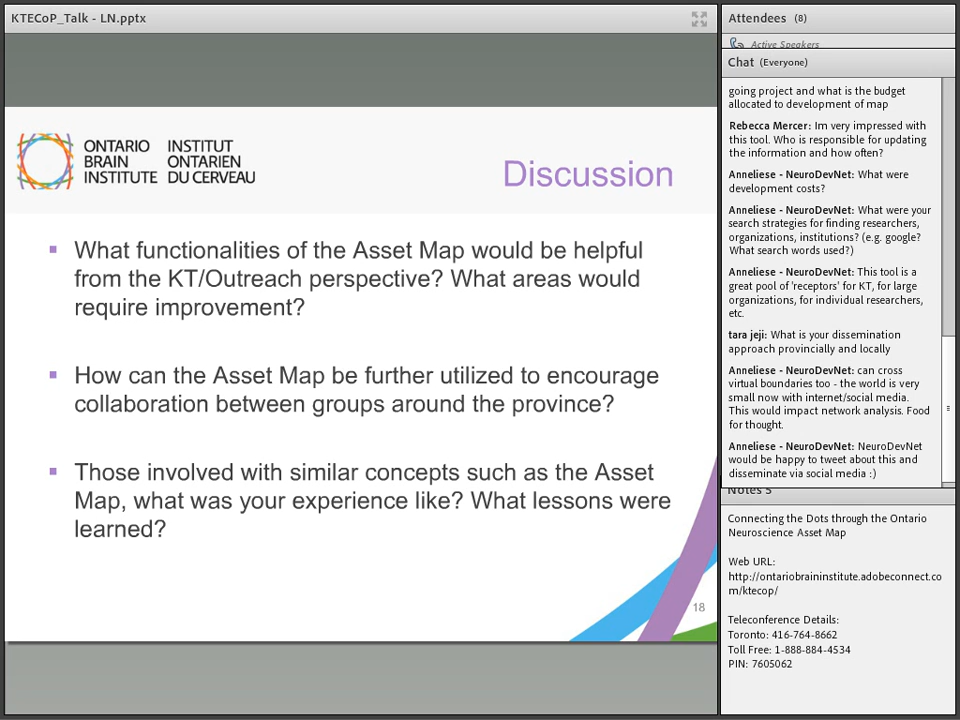 KTECoP_Talk - LN.pptx
ONTARIO
BRAIN
INSTITUTE
INSTITUT
ONTARIEN
DU CERVEAU
Discussion
▪ What functionalities of the Asset Map would be helpful
from the KT/Outreach perspective? What areas would
require improvement?
▪ How can the Asset Map be further utilized to encourage
collaboration between groups around the province?
▪ Those involved with similar concepts such as the Asset
Map, what was your experience like? What lessons were
learned?
18
Attendees (8)
Active Speakers
Chat (Everyone)
going project and what is the budget
allocated to development of map
Rebecca Mercer: Im very impressed with
this tool. Who is responsible for updating
the information and how often?
Anneliese - NeuroDevNet: What were
development costs?
Anneliese - NeuroDevNet: What were your
search strategies for finding researchers,
organizations, institutions? (e.g. google?
What search words used?)
Anneliese - NeuroDevNet: This tool is a
great pool of 'receptors' for KT, for large
organizations, for individual researchers,
etc.
tara jeji: What is your dissemination
approach provincially and locally
Anneliese - NeuroDevNet: can cross
virtual boundaries too - the world is very
small now with internet/social media.
This would impact network analysis. Food
for thought.
Anneliese - NeuroDevNet: NeuroDevNet
would be happy to tweet about this and
disseminate via social media :)
Notes 5
Connecting the Dots through the Ontario
Neuroscience Asset Map
Web URL:
http://ontariobraininstitute.adobeconnect.co
m/ktecop/
Teleconference Details:
Toronto: 416-764-8662
Toll Free: 1-888-884-4534
PIN: 7605062